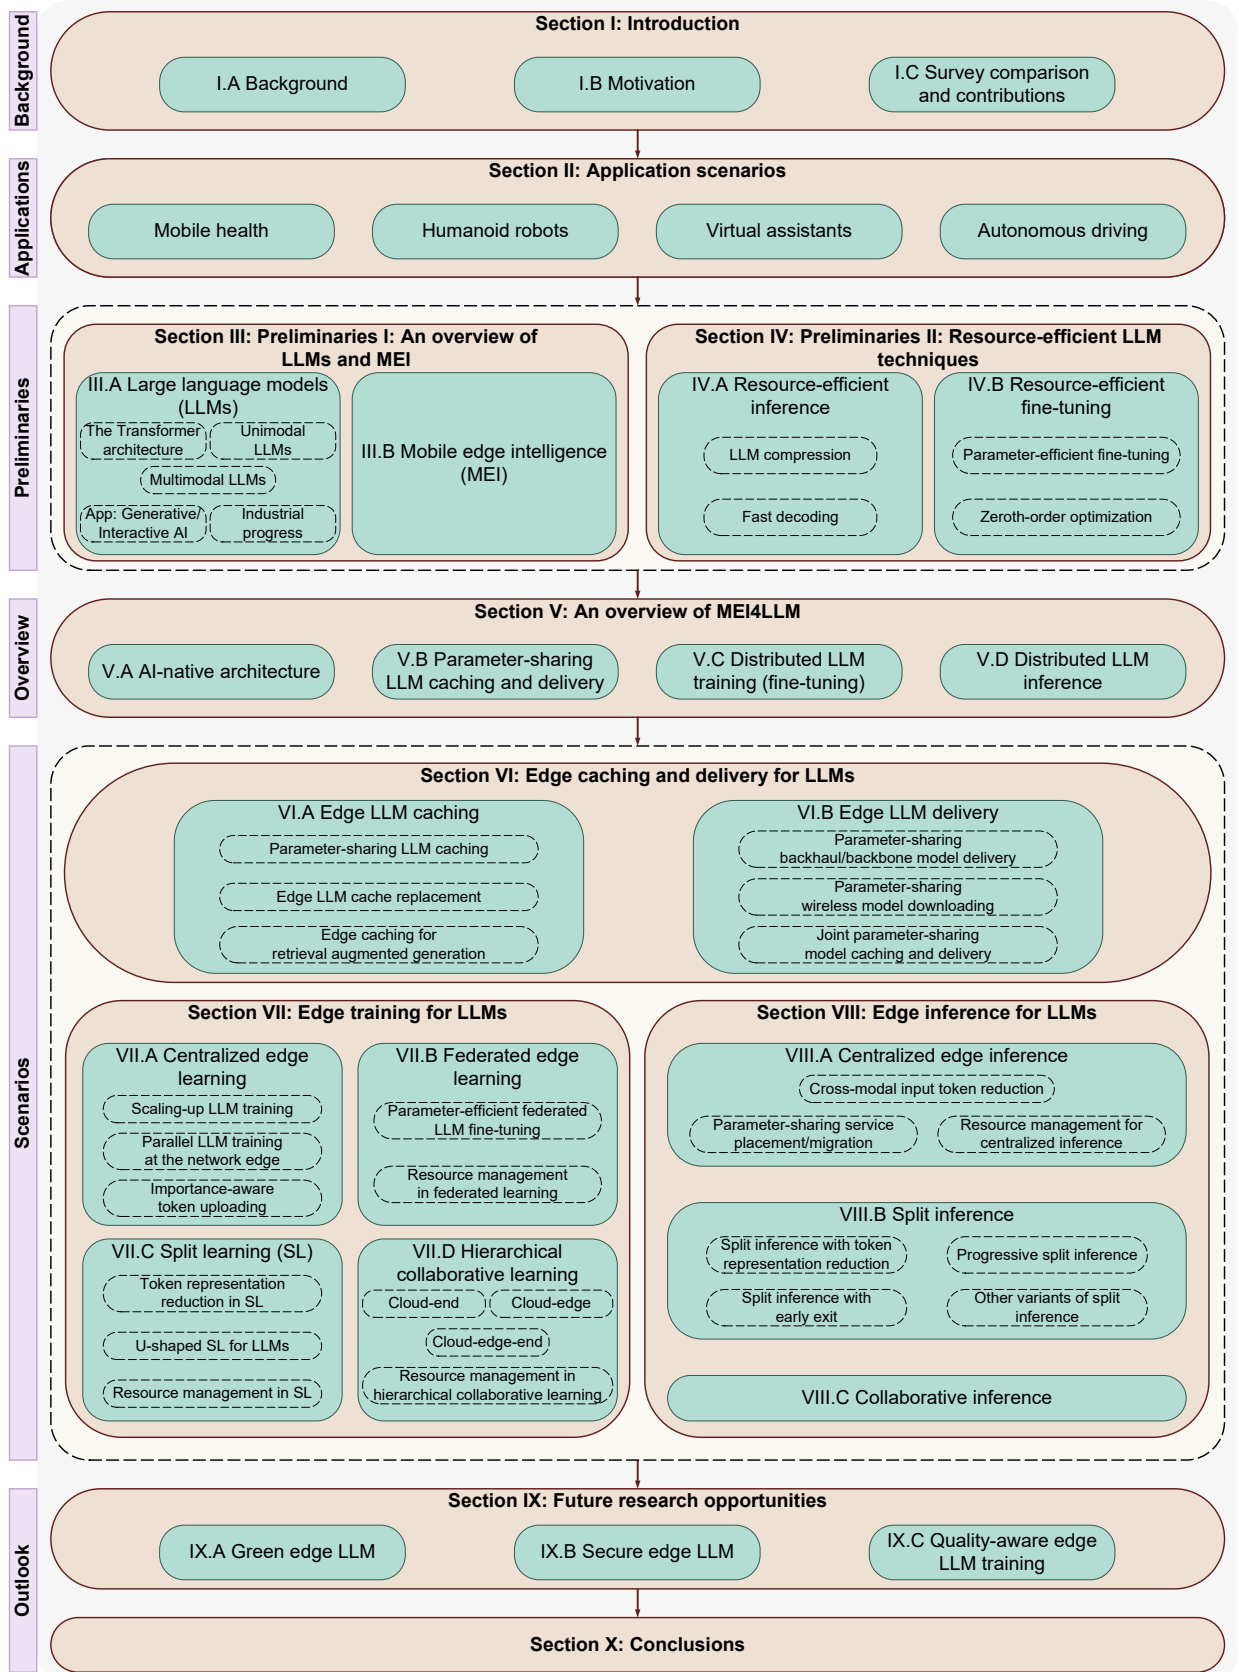 Background
Section I: Introduction
I.A Background
I.B Motivation
I.C Survey comparison
and contributions
Applications
Section II: Application scenarios
Mobile health
Humanoid robots
Virtual assistants
Autonomous driving
Preliminaries
Section III: Preliminaries I: An overview of
LLMs and MEI
III.A Large language models
(LLMs)
The Transformer
architecture
Unimodal
LLMs
Multimodal LLMs
App: Generative/
Interactive AI
Industrial
progress
III.B Mobile edge intelligence
(MEI)
Section IV: Preliminaries II: Resource-efficient LLM
techniques
IV.A Resource-efficient
inference
LLM compression
Fast decoding
IV.B Resource-efficient
fine-tuning
Parameter-efficient fine-tuning
Zeroth-order optimization
Overview
Section V: An overview of MEI4LLM
V.A AI-native architecture
V.B Parameter-sharing
LLM caching and delivery
V.C Distributed LLM
training (fine-tuning)
V.D Distributed LLM
inference
Scenarios
Section VI: Edge caching and delivery for LLMs
VI.A Edge LLM caching
Parameter-sharing LLM caching
Edge LLM cache replacement
Edge caching for
retrieval augmented generation
VI.B Edge LLM delivery
Parameter-sharing
backhaul/backbone model delivery
Parameter-sharing
wireless model downloading
Joint parameter-sharing
model caching and delivery
Section VII: Edge training for LLMs
VII.A Centralized edge
learning
Scaling-up LLM training
Parallel LLM training
at the network edge
Importance-aware
token uploading
VII.B Federated edge
learning
Parameter-efficient federated
LLM fine-tuning
Resource management
in federated learning
VII.C Split learning (SL)
Token representation
reduction in SL
U-shaped SL for LLMs
Resource management in SL
VII.D Hierarchical
collaborative learning
Cloud-end
Cloud-edge
Cloud-edge-end
Resource management in
hierarchical collaborative learning
Section VIII: Edge inference for LLMs
VIII.A Centralized edge inference
Cross-modal input token reduction
Parameter-sharing service
placement/migration
Resource management for
centralized inference
VIII.B Split inference
Split inference with token
representation reduction
Progressive split inference
Split inference with
early exit
Other variants of split
inference
VIII.C Collaborative inference
Outlook
Section IX: Future research opportunities
IX.A Green edge LLM
IX.B Secure edge LLM
IX.C Quality-aware edge
LLM training
Section X: Conclusions